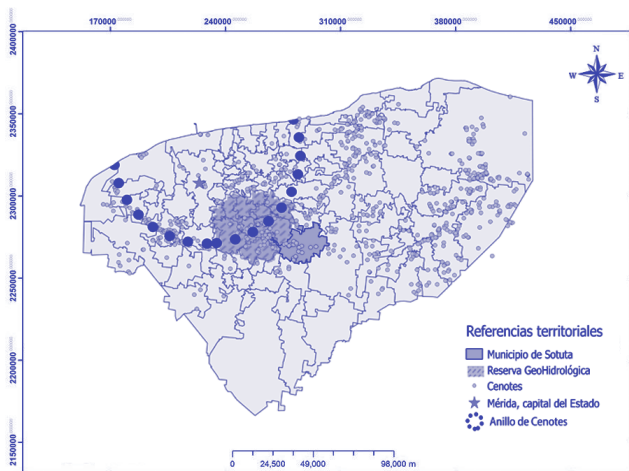 170000 240000 310000 380000 450000
2400000
2350000
2300000
2250000
2200000
2150000
N
W E
S
Referencias territoriales
Municipio de Sotuta
Reserva GeoHidrológica
Cenotes
Mérida, capital del Estado
Anillo de Cenotes
0 24,500 49,000 98,000 m